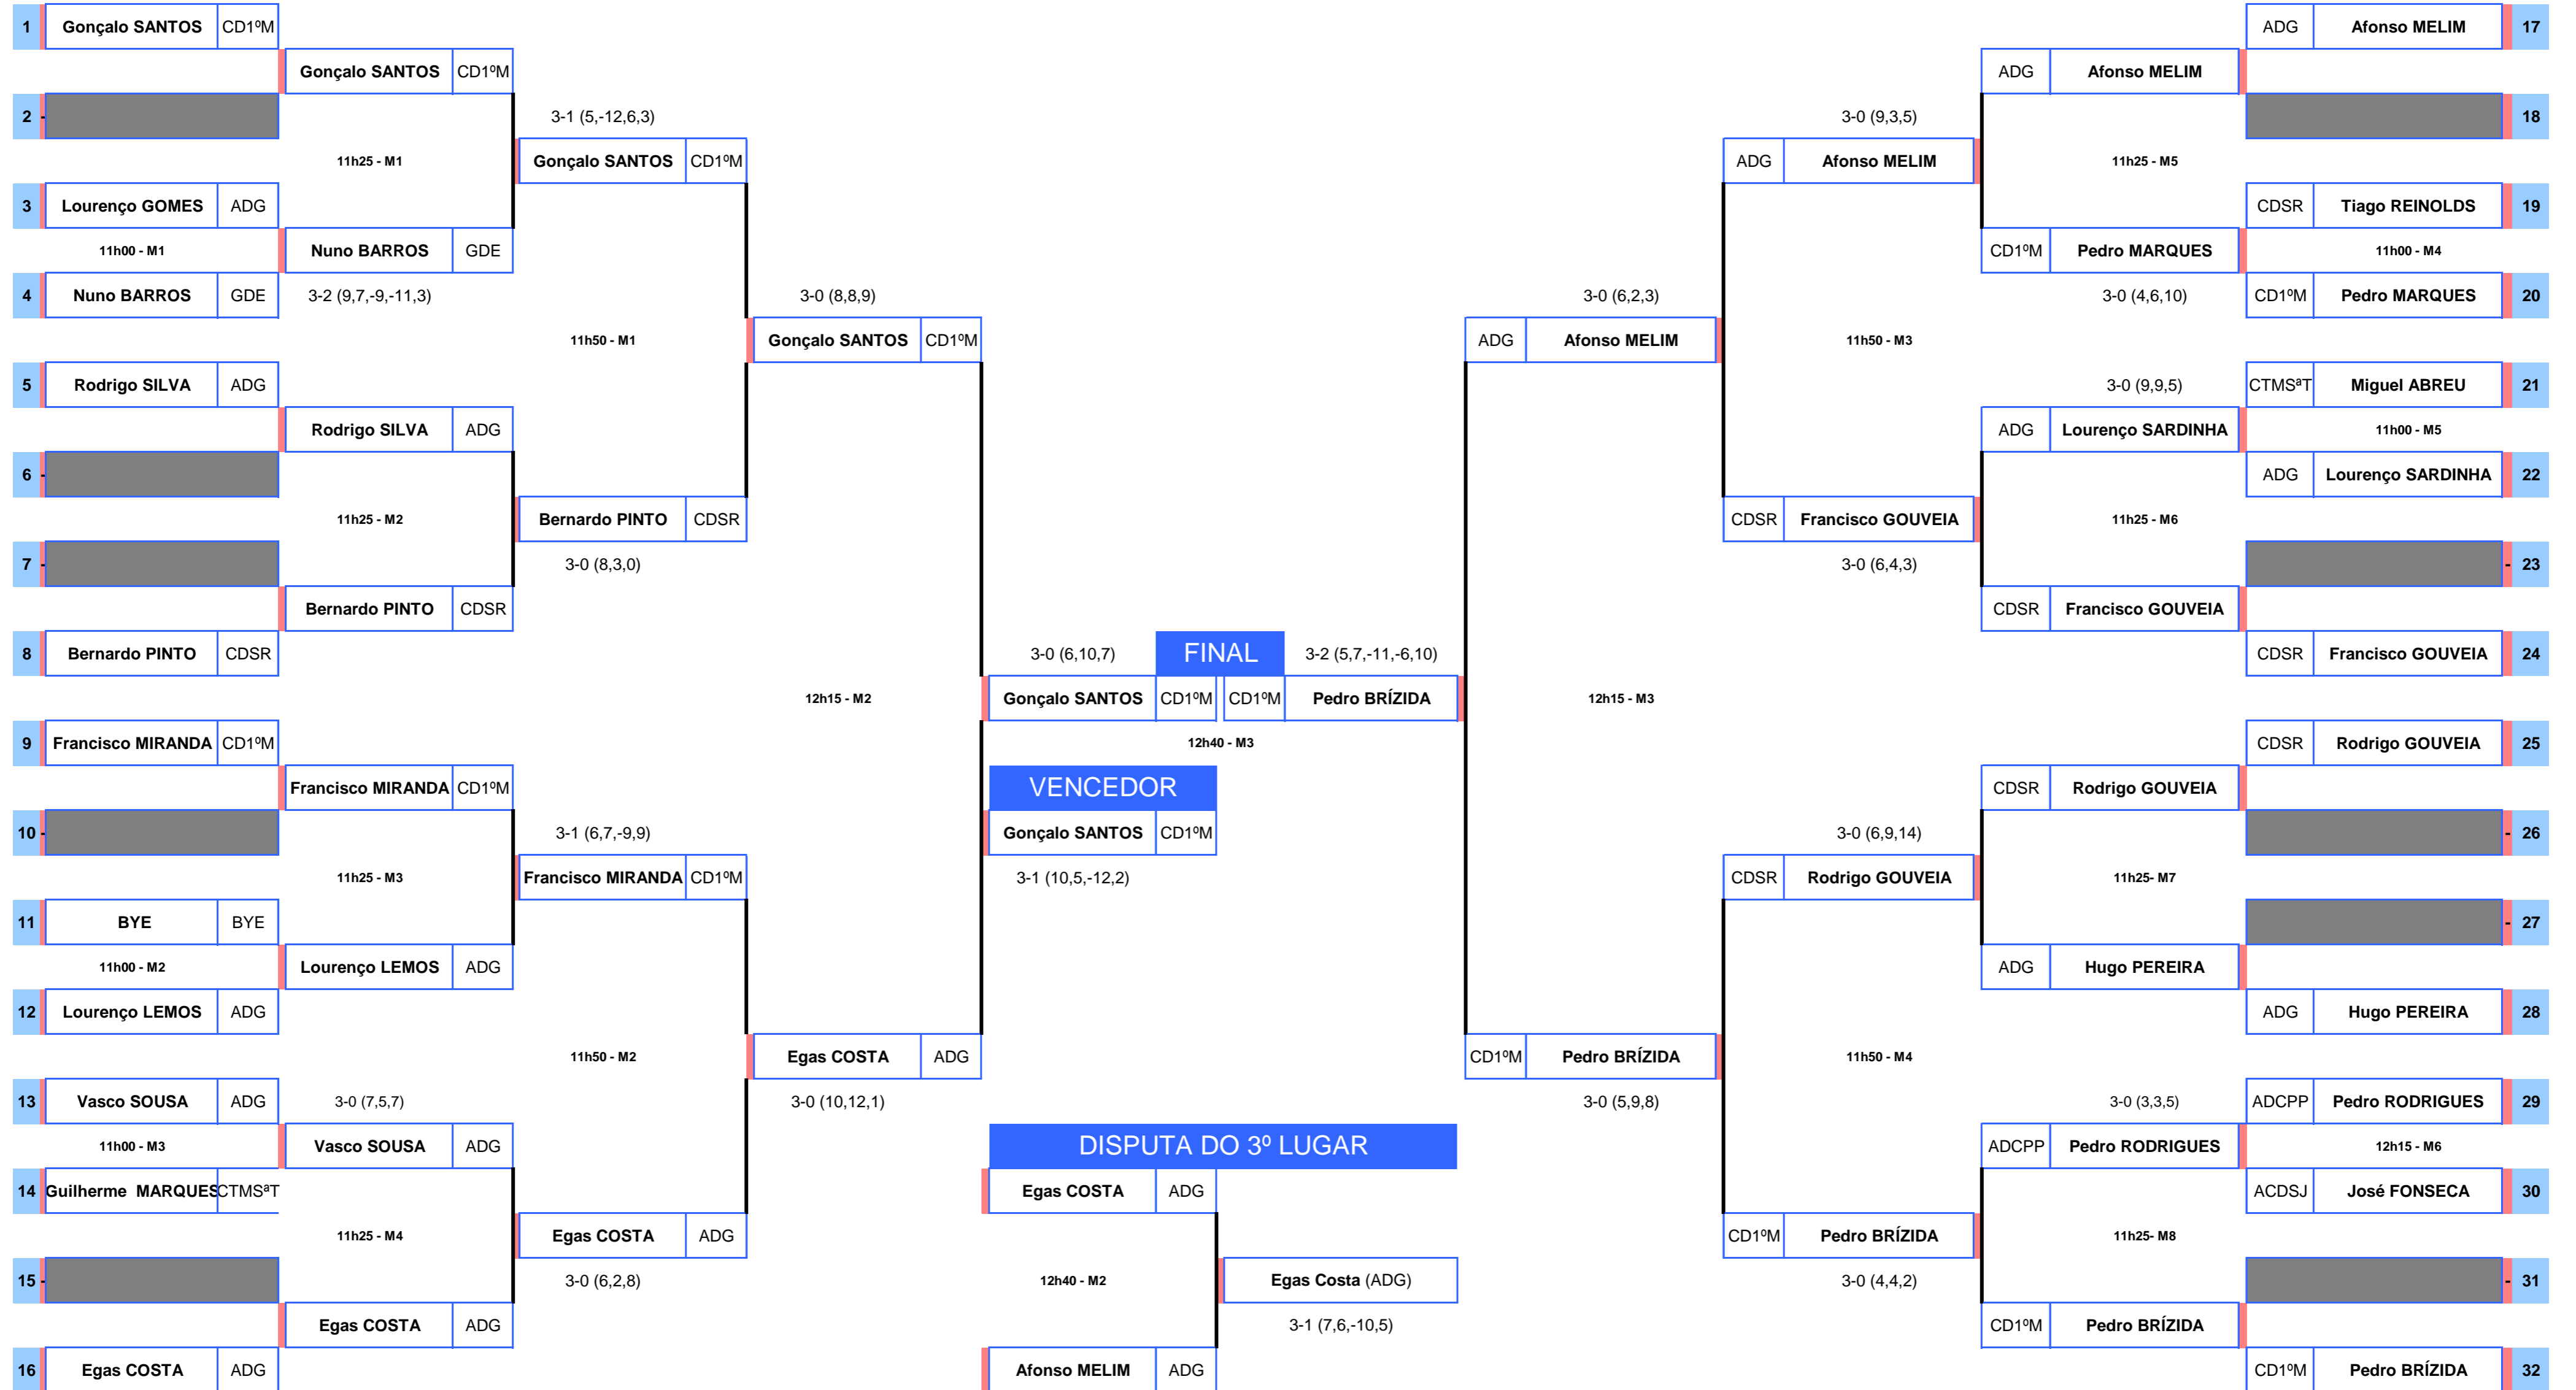 1 Gonçalo SANTOS CD1ºM
Gonçalo SANTOS CD1ºM
2 -
3-1 (5,-12,6,3)
11h25 - M1
Gonçalo SANTOS CD1ºM
3 Lourenço GOMES ADG
11h00 - M1
Nuno BARROS GDE
4 Nuno BARROS GDE
3-2 (9,7,-9,-11,3)
3-0 (8,8,9)
11h50 - M1
Gonçalo SANTOS CD1ºM
5 Rodrigo SILVA ADG
Rodrigo SILVA ADG
6 -
11h25 - M2
Bernardo PINTO CDSR
7 -
3-0 (8,3,0)
Bernardo PINTO CDSR
8 Bernardo PINTO CDSR
12h15 - M2
9 Francisco MIRANDA CD1ºM
Francisco MIRANDA CD1ºM
10 -
3-1 (6,7,-9,9)
11h25 - M3
Francisco MIRANDA CD1ºM
11 BYE BYE
11h00 - M2
Lourenço LEMOS ADG
12 Lourenço LEMOS ADG
11h50 - M2
Egas COSTA ADG
13 Vasco SOUSA ADG
3-0 (7,5,7)
3-0 (10,12,1)
11h00 - M3
Vasco SOUSA ADG
14 Guilherme MARQUES CTMSªT
11h25 - M4
Egas COSTA ADG
15 -
3-0 (6,2,8)
Egas COSTA ADG
16 Egas COSTA ADG
3-0 (6,10,7)
FINAL
3-2 (5,7,-11,-6,10)
Gonçalo SANTOS CD1ºM
CD1ºM Pedro BRÍZIDA
12h40 - M3
VENCEDOR
Gonçalo SANTOS CD1ºM
3-1 (10,5,-12,2)
DISPUTA DO 3º LUGAR
Egas COSTA ADG
12h40 - M2
Egas Costa (ADG)
3-1 (7,6,-10,5)
Afonso MELIM ADG
ADG Afonso MELIM 17
ADG Afonso MELIM
18
3-0 (9,3,5)
ADG Afonso MELIM
11h25 - M5
CDSR Tiago REINOLDS 19
CD1ºM Pedro MARQUES
11h00 - M4
3-0 (6,2,3)
3-0 (4,6,10)
CD1ºM Pedro MARQUES 20
ADG Afonso MELIM
11h50 - M3
3-0 (9,9,5)
CTMSªT Miguel ABREU 21
ADG Lourenço SARDINHA
11h00 - M5
ADG Lourenço SARDINHA 22
CDSR Francisco GOUVEIA
11h25 - M6
3-0 (6,4,3)
- 23
CDSR Francisco GOUVEIA
CDSR Francisco GOUVEIA 24
12h15 - M3
CDSR Rodrigo GOUVEIA 25
CDSR Rodrigo GOUVEIA
3-0 (6,9,14)
- 26
CDSR Rodrigo GOUVEIA
11h25- M7
- 27
ADG Hugo PEREIRA
ADG Hugo PEREIRA 28
CD1ºM Pedro BRÍZIDA
11h50 - M4
3-0 (5,9,8)
3-0 (3,3,5)
ADCPP Pedro RODRIGUES 29
ADCPP Pedro RODRIGUES
12h15 - M6
ACDSJ José FONSECA 30
CD1ºM Pedro BRÍZIDA
11h25- M8
3-0 (4,4,2)
- 31
CD1ºM Pedro BRÍZIDA
CD1ºM Pedro BRÍZIDA 32